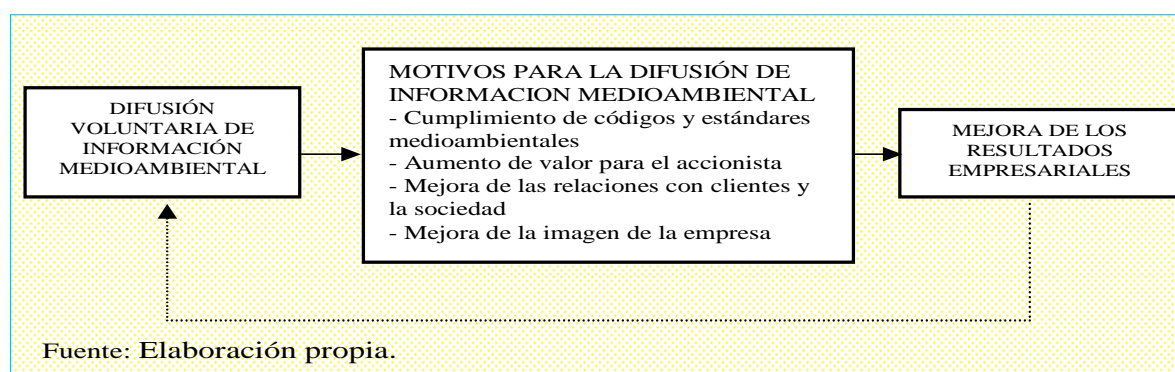 DIFUSIÓN
VOLUNTARIA DE
INFORMACIÓN
MEDIOAMBIENTAL
MOTIVOS PARA LA DIFUSIÓN DE
INFORMACION MEDIOAMBIENTAL
- Cumplimiento de códigos y estándares
medioambientales
- Aumento de valor para el accionista
- Mejora de las relaciones con clientes y
la sociedad
- Mejora de la imagen de la empresa
MEJORA DE LOS
RESULTADOS
EMPRESARIALES
Fuente: Elaboración propia.